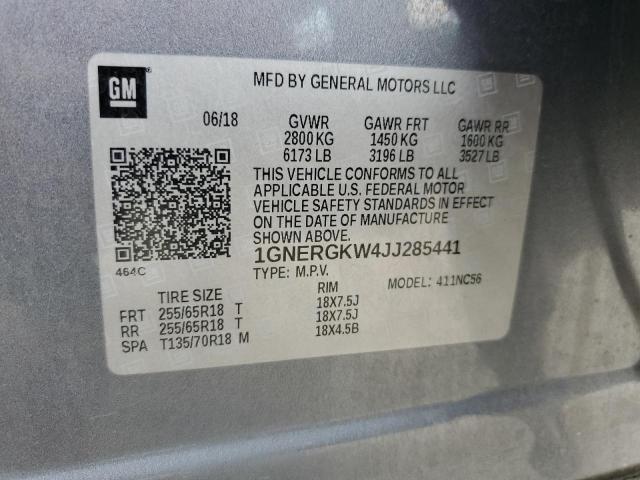 GM
MFD BY GENERAL MOTORS LLC
06/18 GVWR GAWR FRT GAWR RR
2800 KG 1450 KG 1600 KG
6173 LB 3196 LB 3527 LB
THIS VEHICLE CONFORMS TO ALL
APPLICABLE U.S. FEDERAL MOTOR
VEHICLE SAFETY STANDARDS IN EFFECT
ON THE DATE OF MANUFACTURE
SHOWN ABOVE.
464C
1GNERGKW4JJ285441
TYPE: M.P.V. MODEL: 411NC56
TIRE SIZE RIM
FRT 255/65R18 T 18X7.5J
RR 255/65R18 T 18X7.5J
SPA T135/70R18 M 18X4.5B